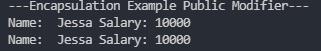 ---Encapsulation Example Public Modifier---
Name:  Jessa Salary: 10000
Name:  Jessa Salary: 10000